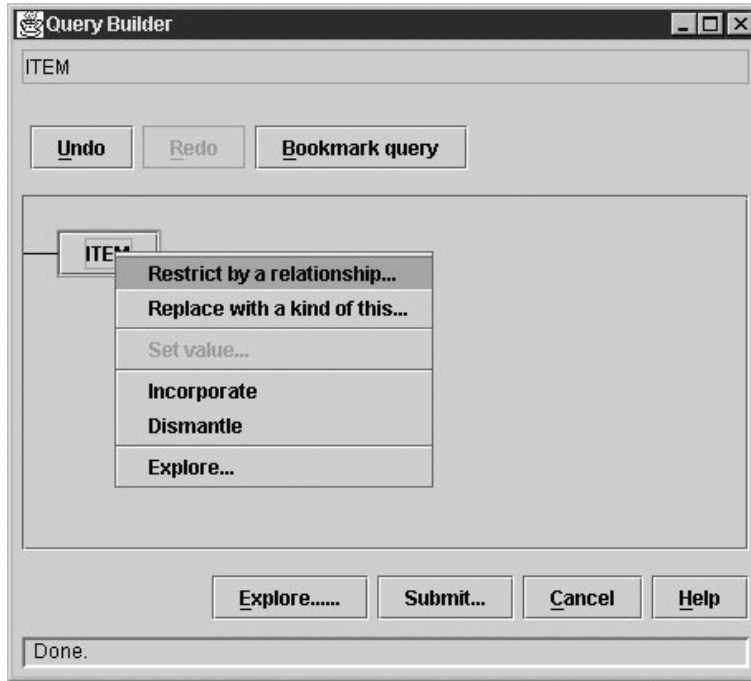 Query Builder
ITEM
Undo Redo Bookmark query
ITEM
Restrict by a relationship...
Replace with a kind of this...
Set value...
Incorporate
Dismantle
Explore...
Explore...... Submit... Cancel Help
Done.